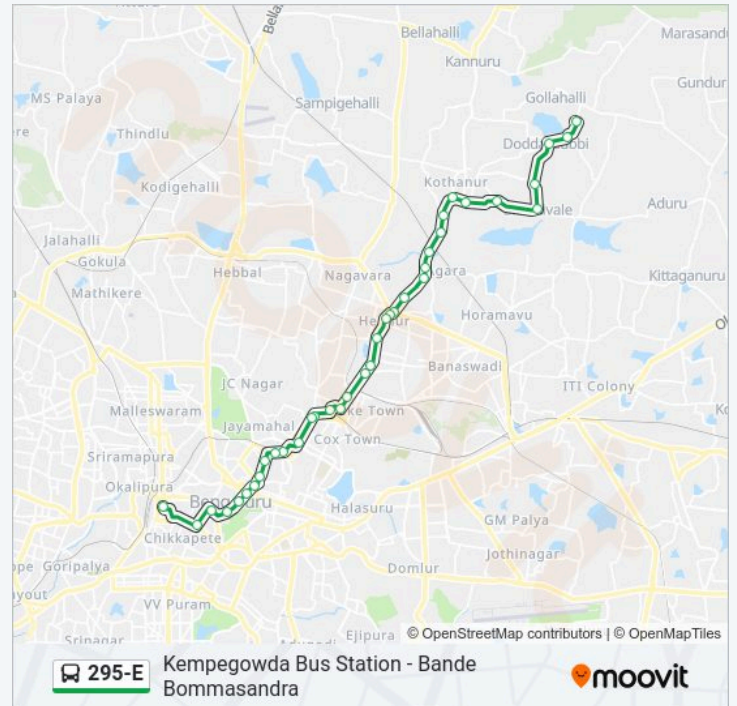 Bellahalli
Marasand
Kannuru
Bella
Gundur
MS Palaya
Sampigehalli
Gollahalli
Thindlu
Kothanur
Kodigehalli
Aduru
Jalahalli
Gokula
Hebbal
Nagavara
Kittaganuru
Mathikere
Horamavu
Banaswadi
JC Nagar
ITI Colony
Malleswaram
Jayamahal
Cox Town
Sriramapura
Okalipura
Halasuru
GM Palya
Chikkapete
Jothinagar
Goripalya
Domlur
VV Puram
Ejipura
© OpenStreetMap contributors | © OpenMapTiles
295-E
Kempegowda Bus Station - Bande
Bommasandra
moovit